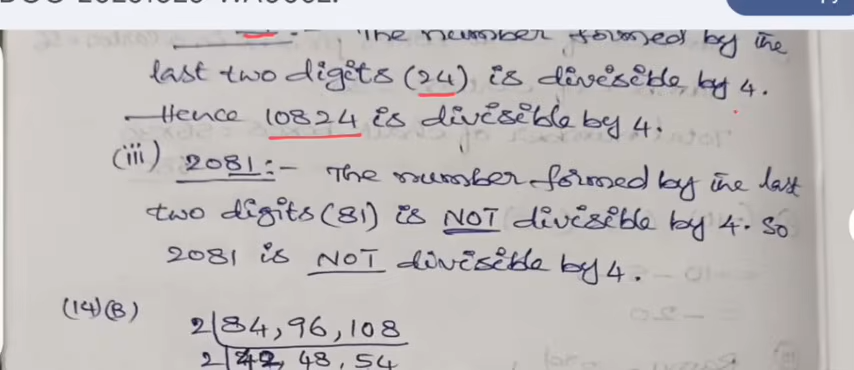 :- The number formed by the
last two digits (24) is divisible by 4.
Hence 10824 is divisible by 4.
(iii) 2081:- The number formed by the last
two digits (81) is NOT divisible by 4. So
2081 is NOT divisible by 4.
(14)(B)
2 84, 96, 108
2 42, 48, 54